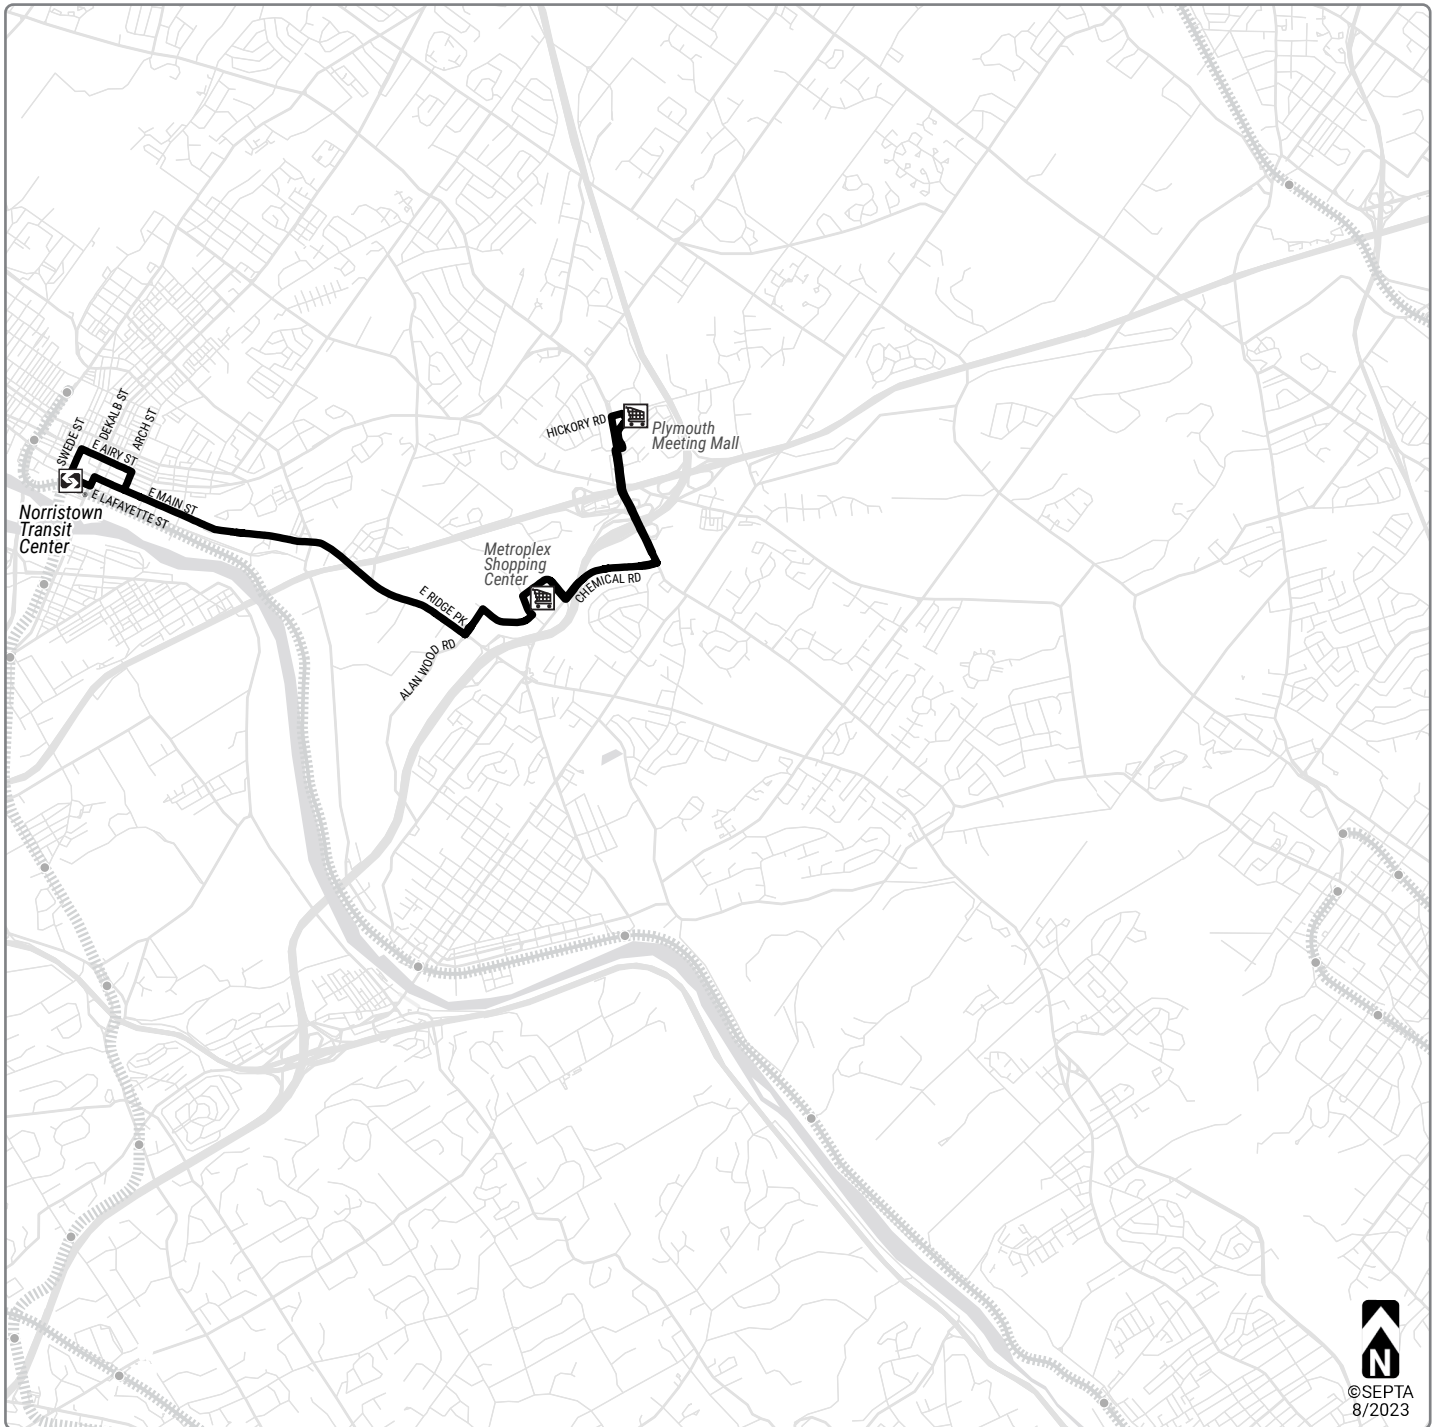 SWEDE ST
DEKALB ST
ARCH ST
E AIRY ST
E MAIN ST
E LAFAYETTE ST
Norristown
Transit
Center
HICKORY RD
Plymouth
Meeting Mall
Metroplex
Shopping
Center
CHEMICAL RD
E RIDGE PK
ALAN WOOD RD
N
©SEPTA
8/2023